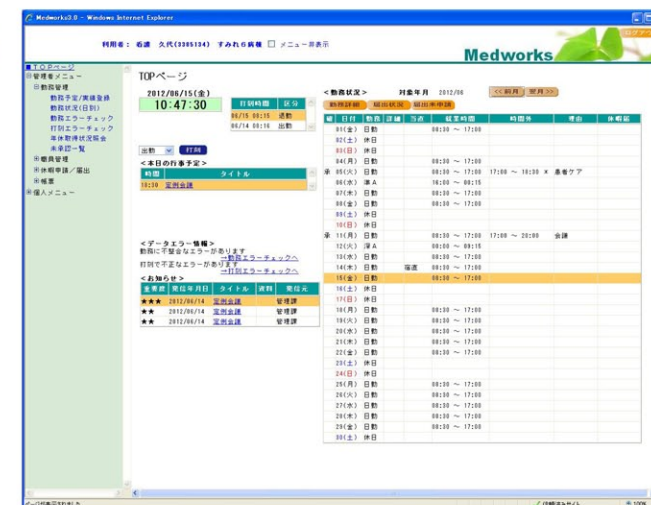 Medworks3.0 - Windows Internet Explorer
利用者： 看護 久代(3305134) すみれ6病棟 □ メニュー非表示
Medworks
TOPページ
管理者メニュー
勤務管理
勤務予定/実績登録
勤務状況(日別)
勤務エラーチェック
打刻エラーチェック
年休取得状況照会
未承認一覧
職員管理
休暇申請／届出
帳票
個人メニュー
TOPページ
2012/06/15(金)
10:47:30
打刻時間 区分
06/15 09:15 退勤
06/14 09:16 出勤
出勤 打刻
<本日の行事予定>
時間 タイトル
定例会議
<データエラー情報>
勤務に不整合なエラーがあります
→勤務エラーチェックへ
打刻で不正なエラーがあります
→打刻エラーチェックへ
<お知らせ>
重要度 発信年月日 タイトル 発信元
★★★ 2012/06/14 定例会議 管理課
★★ 2012/06/14 定例会議 管理課
★★ 2012/06/14 定例会議 管理課
<勤務状況> 対象年月 2012/06 <<前月 翌月>>
勤務詳細 届出状況 届出未申請
日付 勤務 詳細 当直 就業時間 時間外 理由 休暇届
01(金) 日勤 08:30 ～ 17:00
02(土) 休日
03(日) 休日
04(月) 日勤 08:30 ～ 17:00
承 05(火) 日勤 08:30 ～ 17:00 17:00 ～ 18:30 × 患者ケア
06(水) 準A 16:00 ～ 00:15
07(木) 日勤 08:30 ～ 17:00
08(金) 日勤 08:30 ～ 17:00
09(土) 休日
10(日) 休日
承 11(月) 日勤 08:30 ～ 17:00 17:00 ～ 20:00 会議
12(火) 深A 00:00 ～ 08:15
13(水) 日勤 08:30 ～ 17:00
14(木) 日勤 宿直 08:30 ～ 17:00
15(金) 日勤 08:30 ～ 17:00
16(土) 休日
17(日) 休日
18(月) 日勤 08:30 ～ 17:00
19(火) 日勤 08:30 ～ 17:00
20(水) 日勤 08:30 ～ 17:00
21(木) 日勤 08:30 ～ 17:00
22(金) 日勤 08:30 ～ 17:00
23(土) 休日
24(日) 休日
25(月) 日勤 08:30 ～ 17:00
26(火) 日勤 08:30 ～ 17:00
27(水) 日勤 08:30 ～ 17:00
28(木) 日勤 08:30 ～ 17:00
29(金) 日勤 08:30 ～ 17:00
30(土) 休日
ページが表示されました
信頼済みサイト
100%